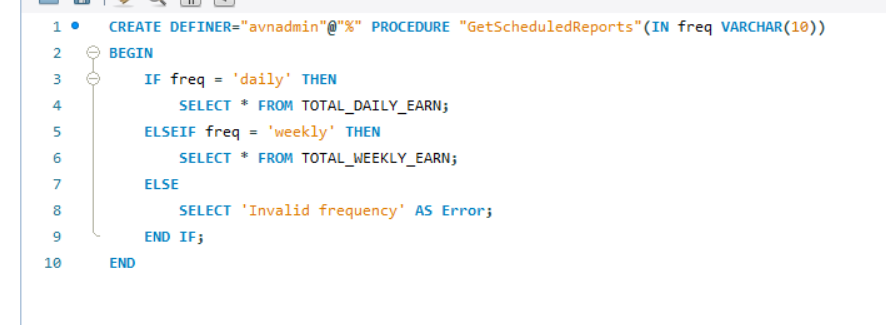 1 CREATE DEFINER="avnadmin"@"%" PROCEDURE "GetScheduledReports"(IN freq VARCHAR(10))
2 BEGIN
3 IF freq = 'daily' THEN
4 SELECT * FROM TOTAL_DAILY_EARN;
5 ELSEIF freq = 'weekly' THEN
6 SELECT * FROM TOTAL_WEEKLY_EARN;
7 ELSE
8 SELECT 'Invalid frequency' AS Error;
9 END IF;
10 END